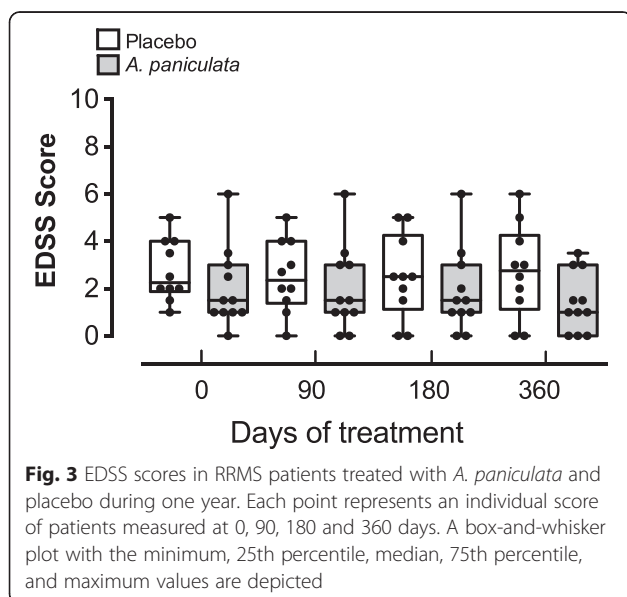 Placebo
A. paniculata
10
8
6
4
2
0
EDSS Score
0 90 180 360
Days of treatment
Fig. 3 EDSS scores in RRMS patients treated with A. paniculata and
placebo during one year. Each point represents an individual score
of patients measured at 0, 90, 180 and 360 days. A box-and-whisker
plot with the minimum, 25th percentile, median, 75th percentile,
and maximum values are depicted